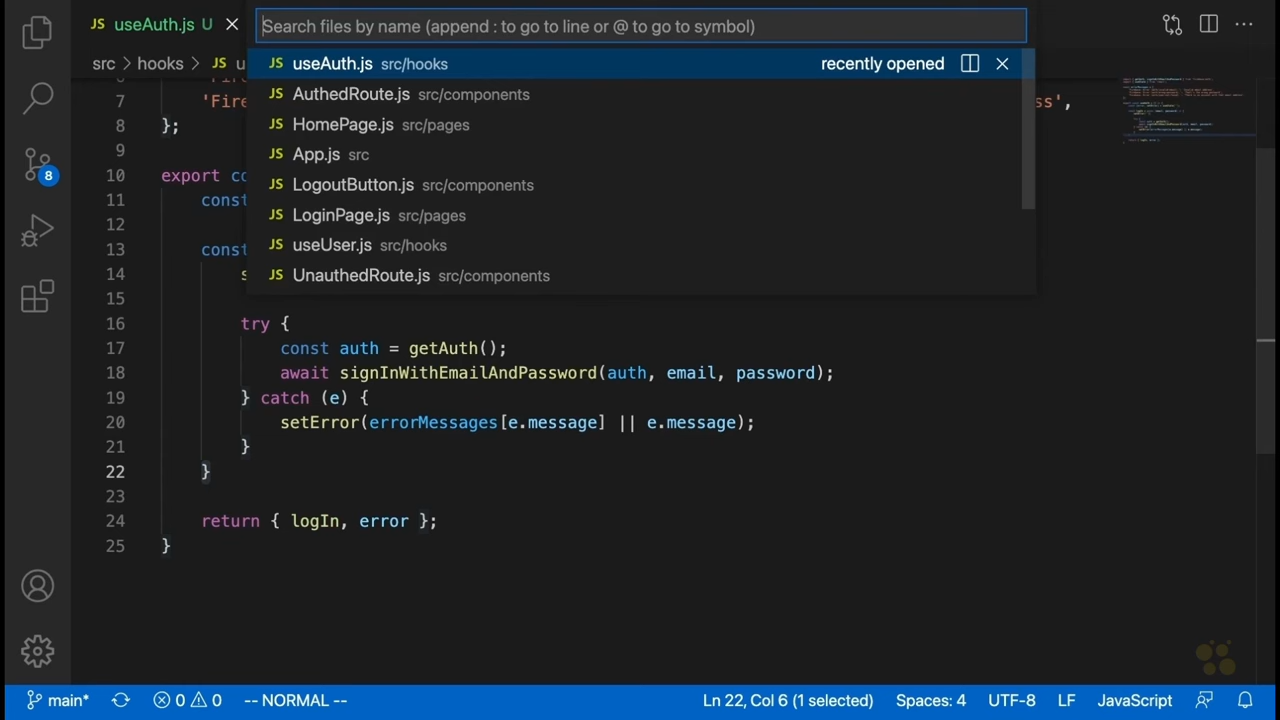 JS useAuth.js U
Search files by name (append : to go to line or @ to go to symbol)
src > hooks > JS u
JS useAuth.js src/hooks recently opened
JS AuthedRoute.js src/components
JS HomePage.js src/pages
JS App.js src
JS LogoutButton.js src/components
JS LoginPage.js src/pages
JS useUser.js src/hooks
JS UnauthedRoute.js src/components
7 'Fire s',
8 };
9
10 export co
11 const
12
13 const
14 s
15
16 try {
17 const auth = getAuth();
18 await signInWithEmailAndPassword(auth, email, password);
19 } catch (e) {
20 setError(errorMessages[e.message] || e.message);
21 }
22 }
23
24 return { logIn, error };
25 }
8
main* 0 0 -- NORMAL -- Ln 22, Col 6 (1 selected) Spaces: 4 UTF-8 LF JavaScript